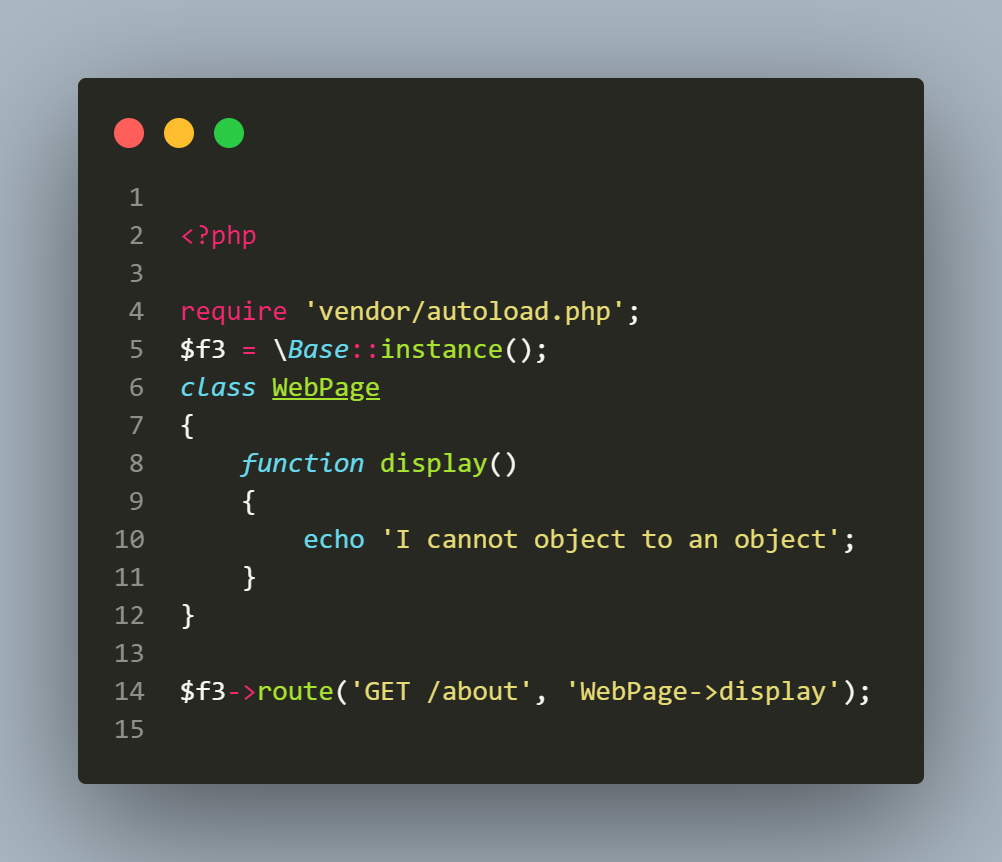 1
2 <?php
3
4 require 'vendor/autoload.php';
5 $f3 = \Base::instance();
6 class WebPage
7 {
8     function display()
9     {
10         echo 'I cannot object to an object';
11     }
12 }
13
14 $f3->route('GET /about', 'WebPage->display');
15